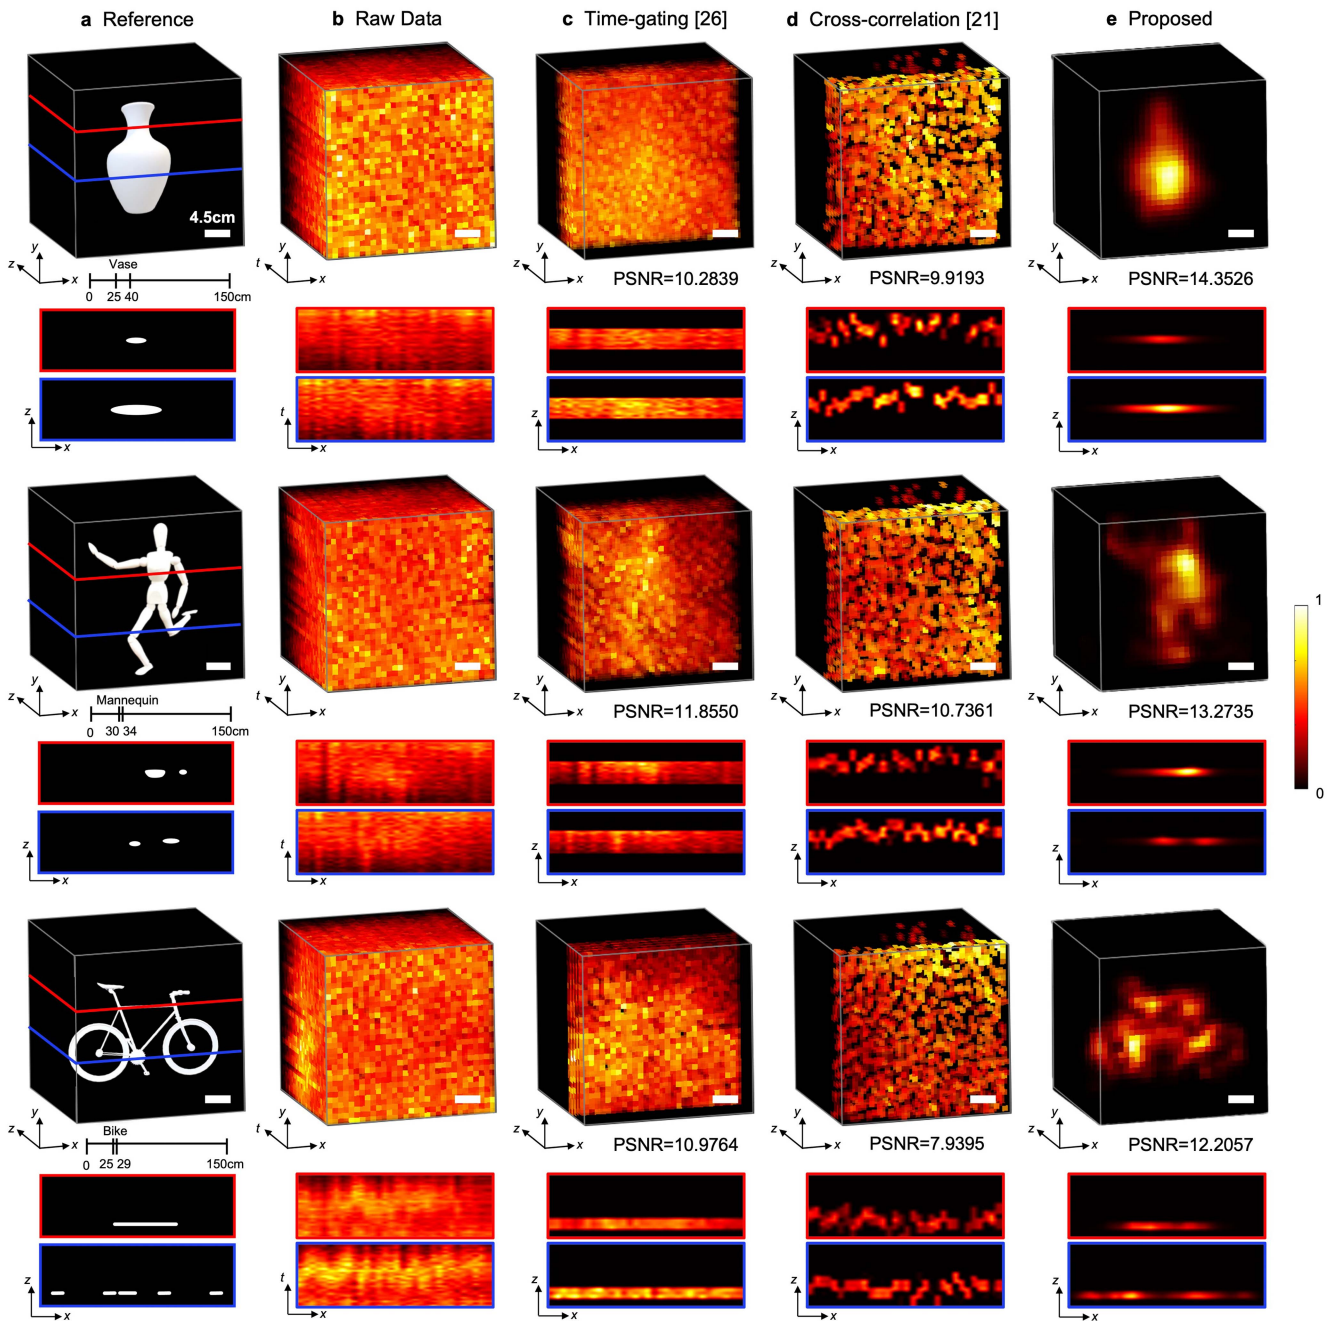 a Reference
b Raw Data
c Time-gating [26]
d Cross-correlation [21]
e Proposed
4.5cm
y
z
x
Vase
0 25 40 150cm
y
t
x
y
z
x
PSNR=10.2839
y
z
x
PSNR=9.9193
y
z
x
PSNR=14.3526
z
x
t
x
z
x
z
x
z
x
y
z
x
Mannequin
0 30 34 150cm
y
t
x
y
z
x
PSNR=11.8550
y
z
x
PSNR=10.7361
y
z
x
PSNR=13.2735
1
0
z
x
t
x
z
x
z
x
z
x
y
z
x
Bike
0 25 29 150cm
y
t
x
y
z
x
PSNR=10.9764
y
z
x
PSNR=7.9395
y
z
x
PSNR=12.2057
z
x
t
x
z
x
z
x
z
x